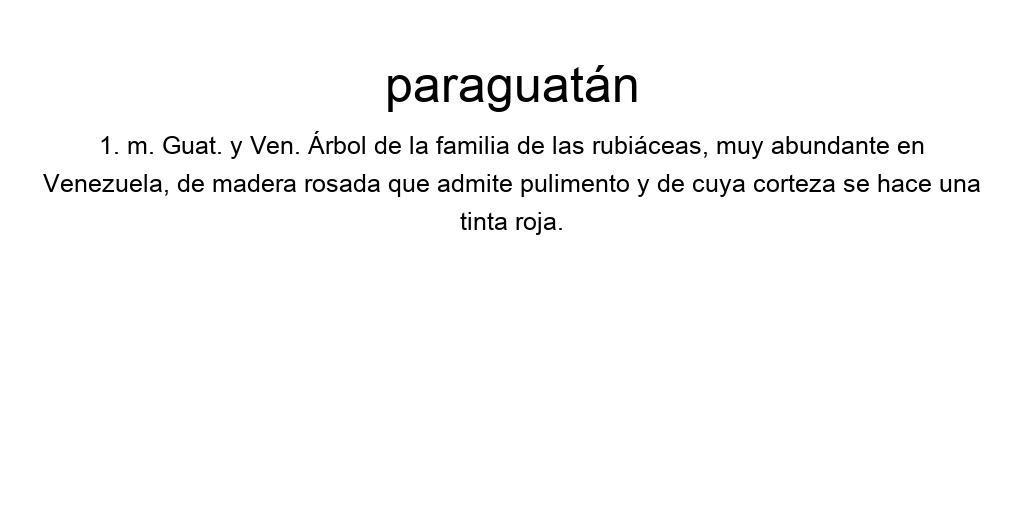 paraguatán
1. m. Guat. y Ven. Árbol de la familia de las rubiáceas, muy abundante en
Venezuela, de madera rosada que admite pulimento y de cuya corteza se hace una
tinta roja.